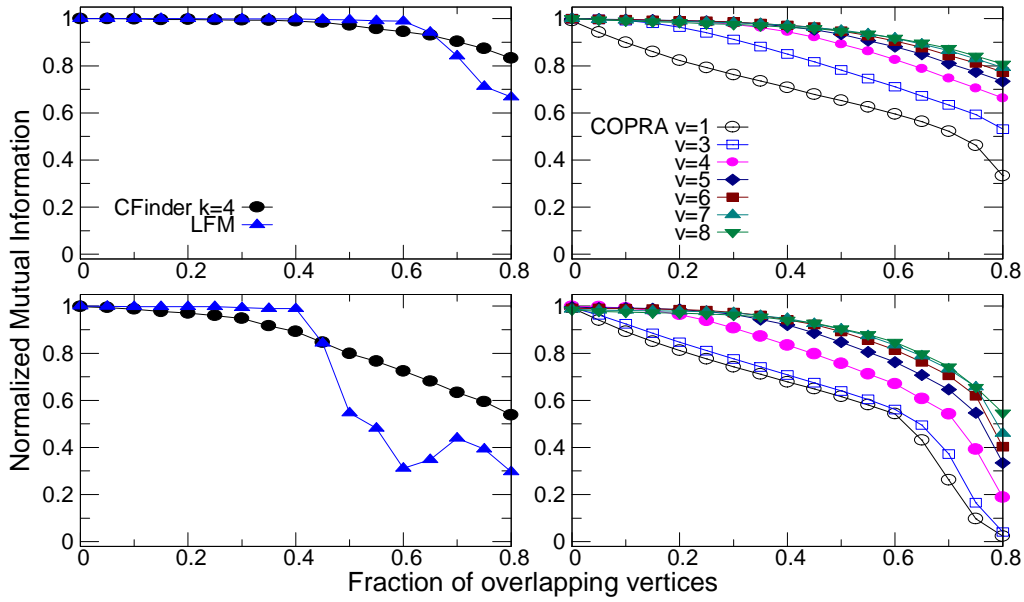 Normalized Mutual Information
1
0.8
0.6
0.4
0.2
0
0 0.2 0.4 0.6 0.8
CFinder k=4
LFM
1
0.8
0.6
0.4
0.2
0
0 0.2 0.4 0.6 0.8
COPRA v=1
v=3
v=4
v=5
v=6
v=7
v=8
1
0.8
0.6
0.4
0.2
0
0 0.2 0.4 0.6 0.8
1
0.8
0.6
0.4
0.2
0
0 0.2 0.4 0.6 0.8
Fraction of overlapping vertices